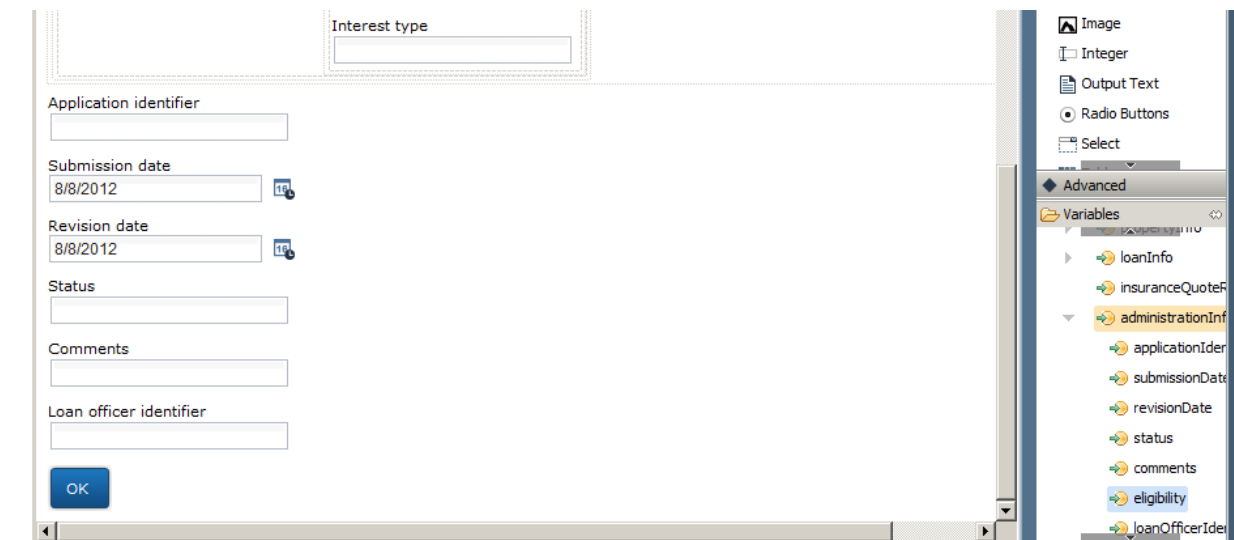 Interest type
Application identifier
Submission date
8/8/2012
Revision date
8/8/2012
Status
Comments
Loan officer identifier
OK
Image
Integer
Output Text
Radio Buttons
Select
Advanced
Variables
propertyInfo
loanInfo
insuranceQuoteR
administrationInf
applicationIden
submissionDate
revisionDate
status
comments
eligibility
loanOfficerIder